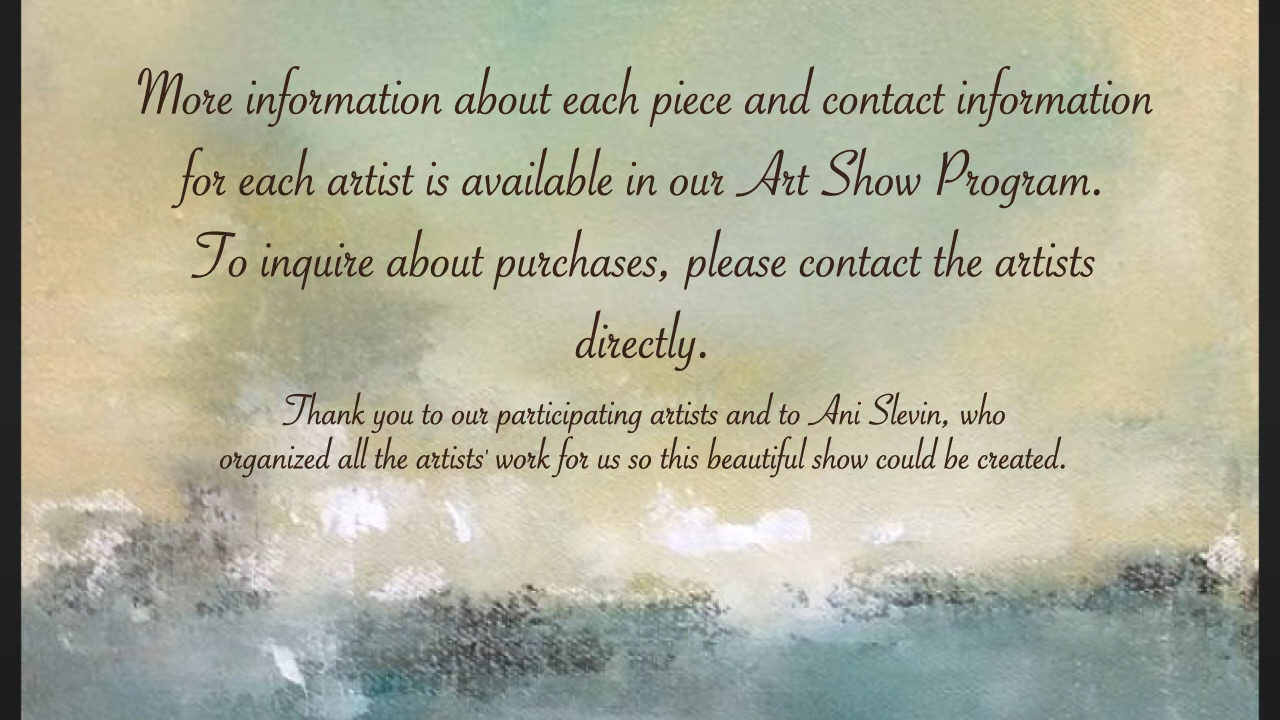 More information about each piece and contact information
for each artist is available in our Art Show Program.
To inquire about purchases, please contact the artists
directly.
Thank you to our participating artists and to Ani Slevin, who
organized all the artists' work for us so this beautiful show could be created.